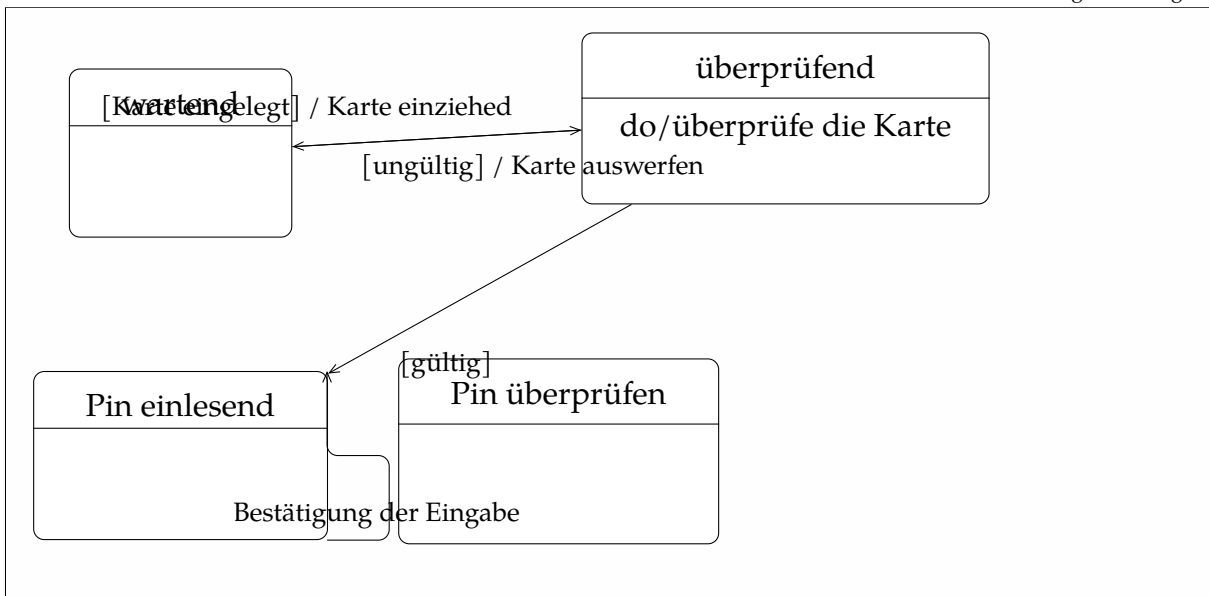 überprüfend
wartend
[Karte eingelegt] / Karte einziehed
do/überprüfe die Karte
[ungültig] / Karte auswerfen
[gültig]
Pin einlesend
Pin überprüfen
Bestätigung der Eingabe